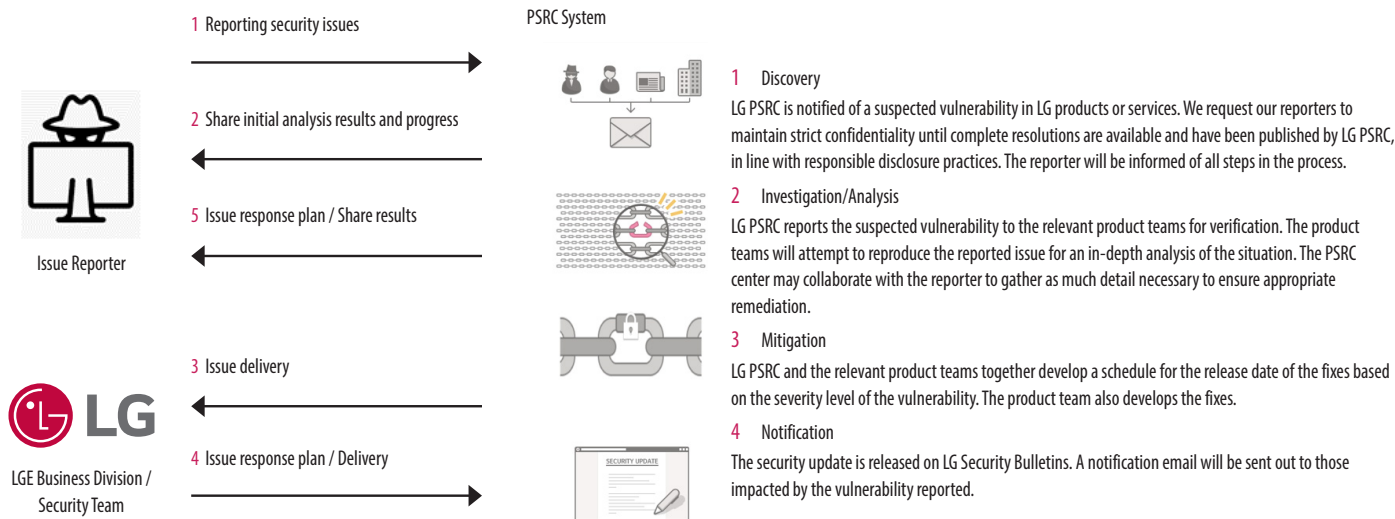 1 Reporting security issues
2 Share initial analysis results and progress
5 Issue response plan / Share results
Issue Reporter
3 Issue delivery
LG
4 Issue response plan / Delivery
LGE Business Division /
Security Team
PSRC System
SECURITY UPDATE
1 Discovery
LG PSRC is notified of a suspected vulnerability in LG products or services. We request our reporters to
maintain strict confidentiality until complete resolutions are available and have been published by LG PSRC,
in line with responsible disclosure practices. The reporter will be informed of all steps in the process.
2 Investigation/Analysis
LG PSRC reports the suspected vulnerability to the relevant product teams for verification. The product
teams will attempt to reproduce the reported issue for an in-depth analysis of the situation. The PSRC
center may collaborate with the reporter to gather as much detail necessary to ensure appropriate
remediation.
3 Mitigation
LG PSRC and the relevant product teams together develop a schedule for the release date of the fixes based
on the severity level of the vulnerability. The product team also develops the fixes.
4 Notification
The security update is released on LG Security Bulletins. A notification email will be sent out to those
impacted by the vulnerability reported.